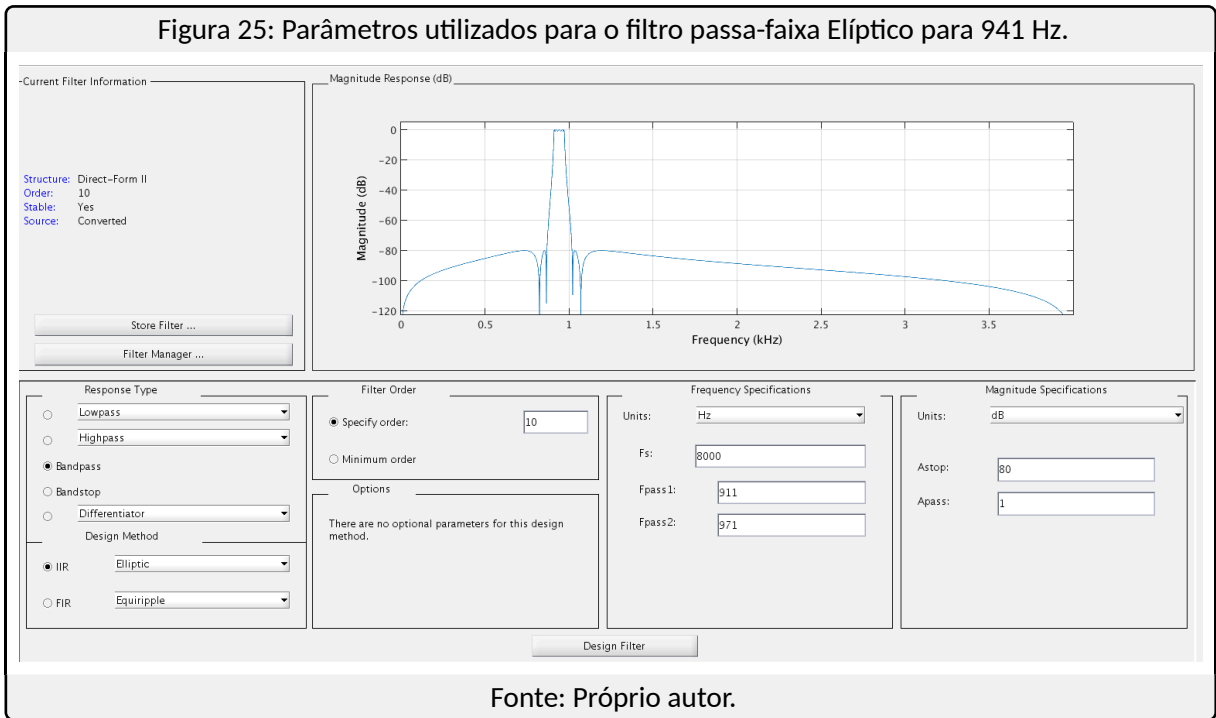 Figura 25: Parâmetros utilizados para o filtro passa-faixa Elíptico para 941 Hz.
Current Filter Information
Structure: Direct-Form II
Order: 10
Stable: Yes
Source: Converted
Store Filter ...
Filter Manager ...
Magnitude Response (dB)
Magnitude (dB)
0
-20
-40
-60
-80
-100
-120
0 0.5 1 1.5 2 2.5 3 3.5
Frequency (kHz)
Response Type
Lowpass
Highpass
Bandpass
Bandstop
Differentiator
Design Method
IIR Elliptic
FIR Equiripple
Filter Order
Specify order: 10
Minimum order
Options
There are no optional parameters for this design
method.
Frequency Specifications
Units: Hz
Fs: 8000
Fpass1: 911
Fpass2: 971
Magnitude Specifications
Units: dB
Astop: 80
Apass: 1
Design Filter
Fonte: Próprio autor.